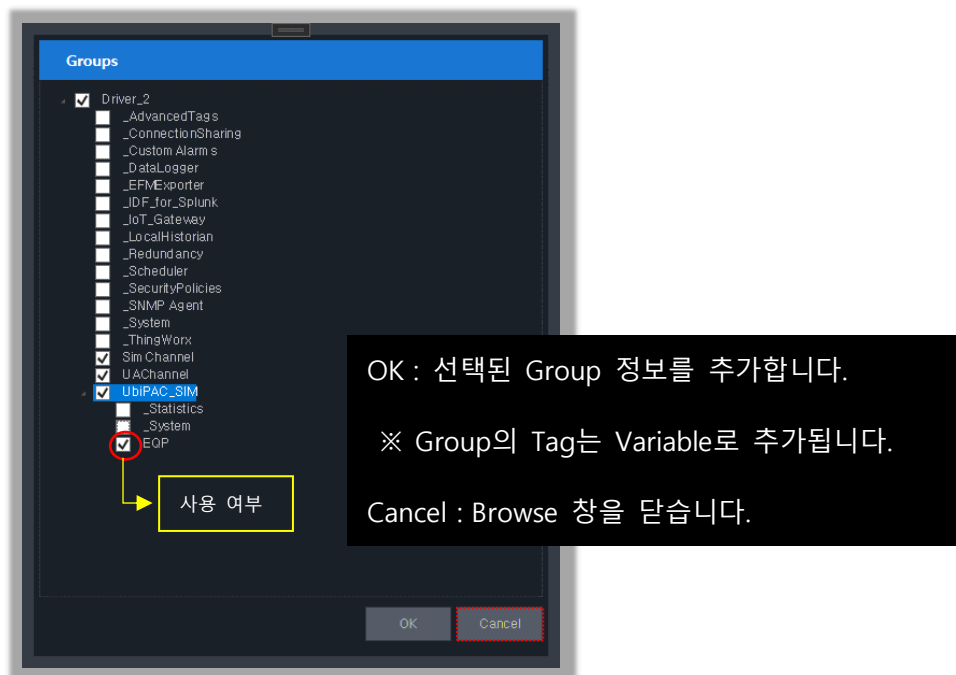 Groups
Driver_2
_AdvancedTags
_ConnectionSharing
_Custom Alarms
_DataLogger
_EFMExporter
_IDF_for_Splunk
_IoT_Gateway
_LocalHistorian
_Redundancy
_Scheduler
_SecurityPolicies
_SNMP Agent
_System
_ThingWorx
Sim Channel
UAChannel
UbiPAC_SIM
_Statistics
_System
EQP
사용 여부
OK : 선택된 Group 정보를 추가합니다.
※ Group의 Tag는 Variable로 추가됩니다.
Cancel : Browse 창을 닫습니다.
OK
Cancel